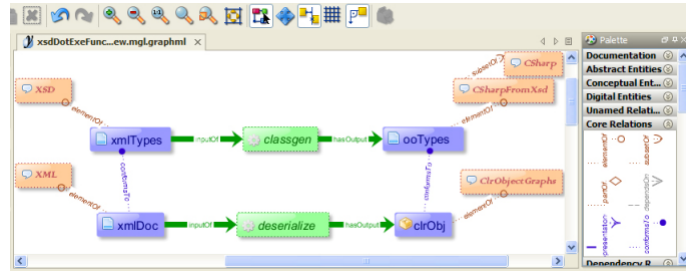 xsdDotExeFunc...ew.mgl.graphml
Palette
Documentation
Abstract Entities
Conceptual Ent...
Digital Entities
Unamed Relati...
Core Relations
elementOf
subsetOf
partOf
dependsOn
presentation
conformsTo
Dependency R
subsetOf
CSharp
XSD
CSharpFromXsd
elementOf
elementOf
xmlTypes
inputOf
classgen
hasOutput
ooTypes
conformsTo
conformsTo
XML
ClrObjectGraphs
elementOf
elementOf
xmlDoc
inputOf
deserialize
hasOutput
clrObj